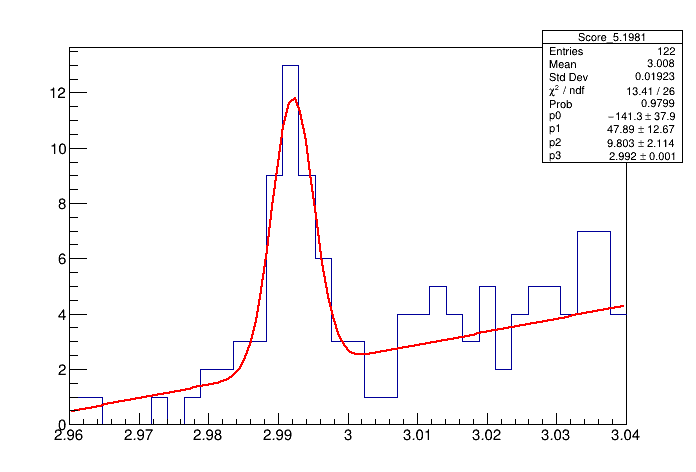 Score_5.1981
Entries 122
Mean 3.008
Std Dev 0.01923
χ² / ndf 13.41 / 26
Prob 0.9799
p0 −141.3 ± 37.9
p1 47.89 ± 12.67
p2 9.803 ± 2.114
p3 2.992 ± 0.001
12
10
8
6
4
2
0
2.96 2.97 2.98 2.99 3 3.01 3.02 3.03 3.04